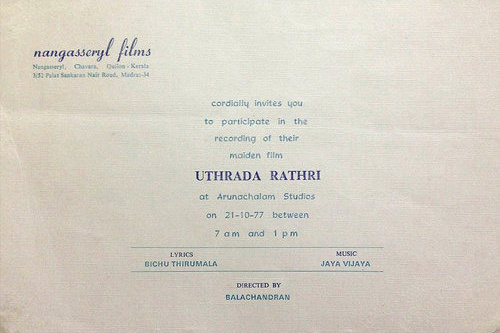 nangasseryl films
Nangasseryl, Chavara, Quilon - Kerala
3/52 Palat Sankaran Nair Road, Madras-34
cordially invites you
to participate in the
recording of their
maiden film
UTHRADA RATHRI
at Arunachalam Studios
on 21-10-77 between
7 am and 1 pm
LYRICS MUSIC
BICHU THIRUMALA JAYA VIJAYA
DIRECTED BY
BALACHANDRAN